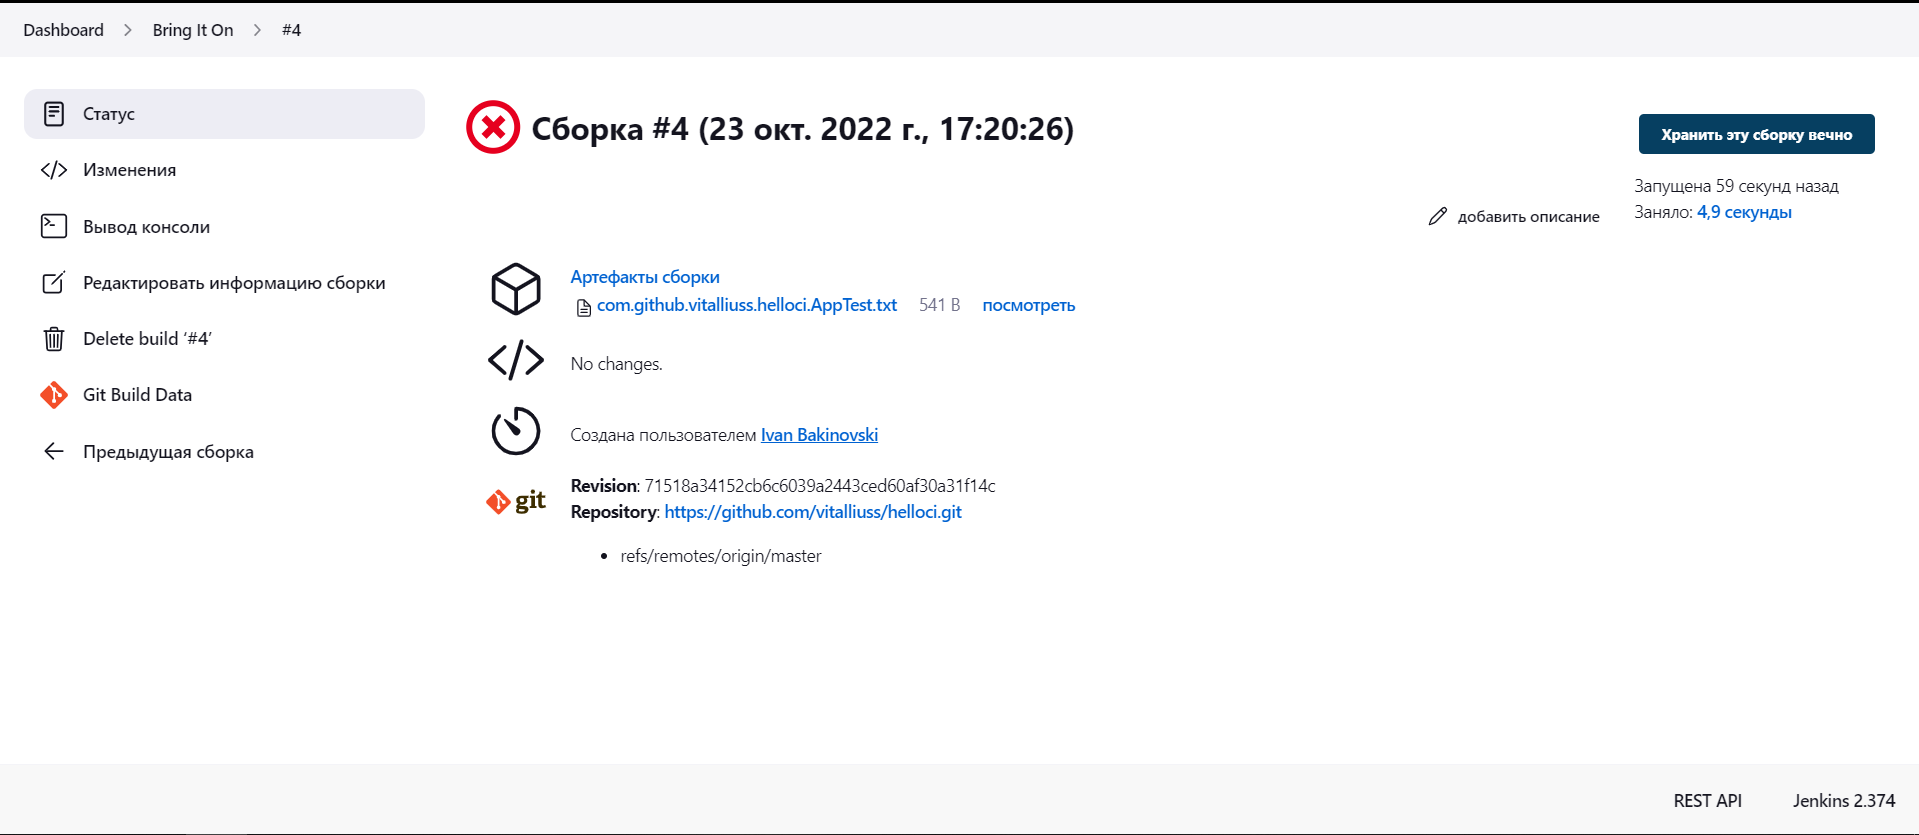 Dashboard > Bring It On > #4
Статус
Изменения
Вывод консоли
Редактировать информацию сборки
Delete build ‘#4’
Git Build Data
Предыдущая сборка
Сборка #4 (23 окт. 2022 г., 17:20:26)
Хранить эту сборку вечно
Запущена 59 секунд назад
Заняло: 4,9 секунды
добавить описание
Артефакты сборки
com.github.vitalliuss.helloci.AppTest.txt 541 B посмотреть
No changes.
Создана пользователем Ivan Bakinovski
git
Revision: 71518a34152cb6c6039a2443ced60af30a31f14c
Repository: https://github.com/vitalliuss/helloci.git
• refs/remotes/origin/master
REST API Jenkins 2.374